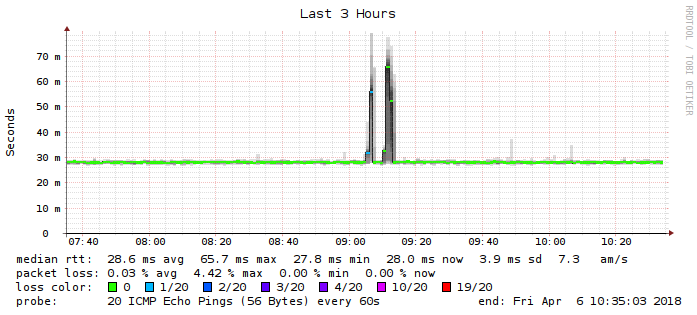 Last 3 Hours
RRDTOOL / TOBI OETIKER
Seconds
70 m
60 m
50 m
40 m
30 m
20 m
10 m
0
07:40 08:00 08:20 08:40 09:00 09:20 09:40 10:00 10:20
median rtt: 28.6 ms avg 65.7 ms max 27.8 ms min 28.0 ms now 3.9 ms sd 7.3 am/s
packet loss: 0.03 % avg 4.42 % max 0.00 % min 0.00 % now
loss color: 0 1/20 2/20 3/20 4/20 10/20 19/20
probe: 20 ICMP Echo Pings (56 Bytes) every 60s end: Fri Apr 6 10:35:03 2018